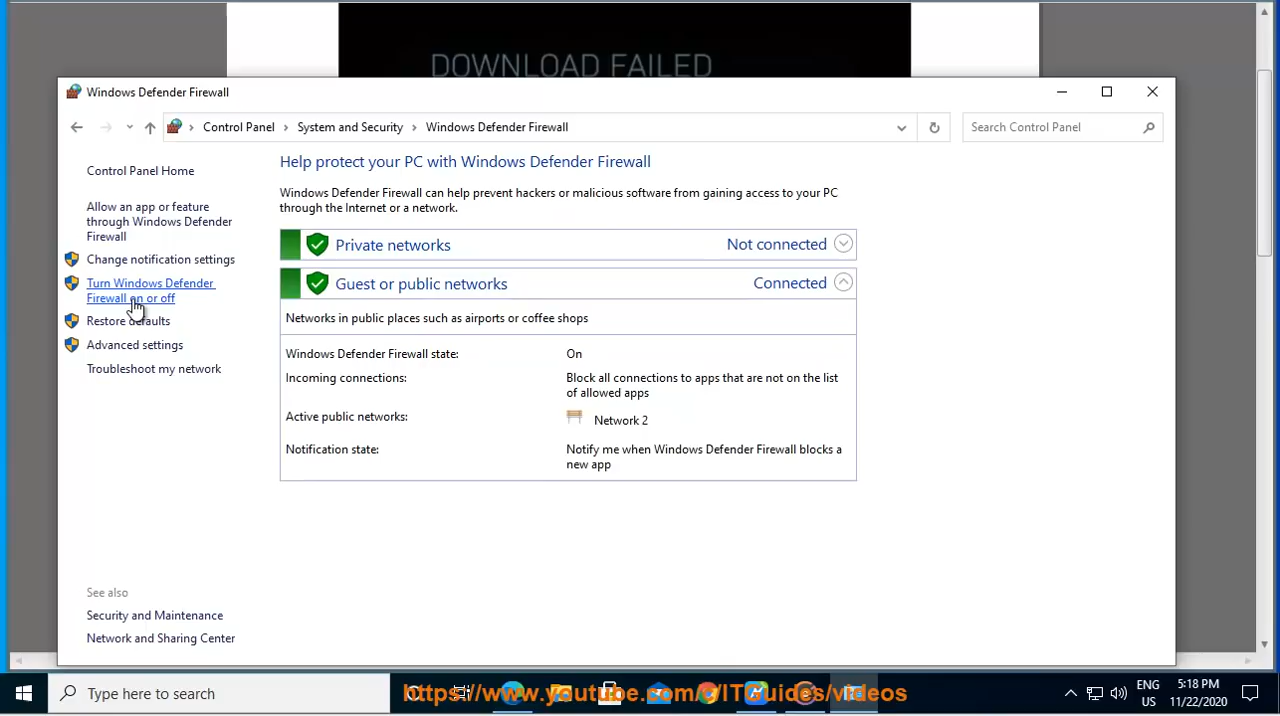 DOWNLOAD FAILED
Windows Defender Firewall
Control Panel
System and Security
Windows Defender Firewall
Search Control Panel
Control Panel Home
Allow an app or feature
through Windows Defender
Firewall
Change notification settings
Turn Windows Defender
Firewall on or off
Restore defaults
Advanced settings
Troubleshoot my network
Help protect your PC with Windows Defender Firewall
Windows Defender Firewall can help prevent hackers or malicious software from gaining access to your PC
through the Internet or a network.
Private networks Not connected
Guest or public networks Connected
Networks in public places such as airports or coffee shops
Windows Defender Firewall state: On
Incoming connections: Block all connections to apps that are not on the list
of allowed apps
Active public networks: Network 2
Notification state: Notify me when Windows Defender Firewall blocks a
new app
See also
Security and Maintenance
Network and Sharing Center
Type here to search
ENG
US
5:18 PM
11/22/2020